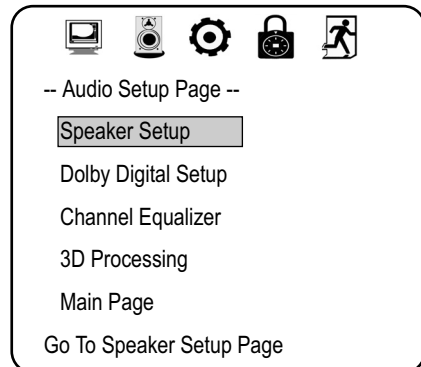 -- Audio Setup Page --
Speaker Setup
Dolby Digital Setup
Channel Equalizer
3D Processing
Main Page
Go To Speaker Setup Page